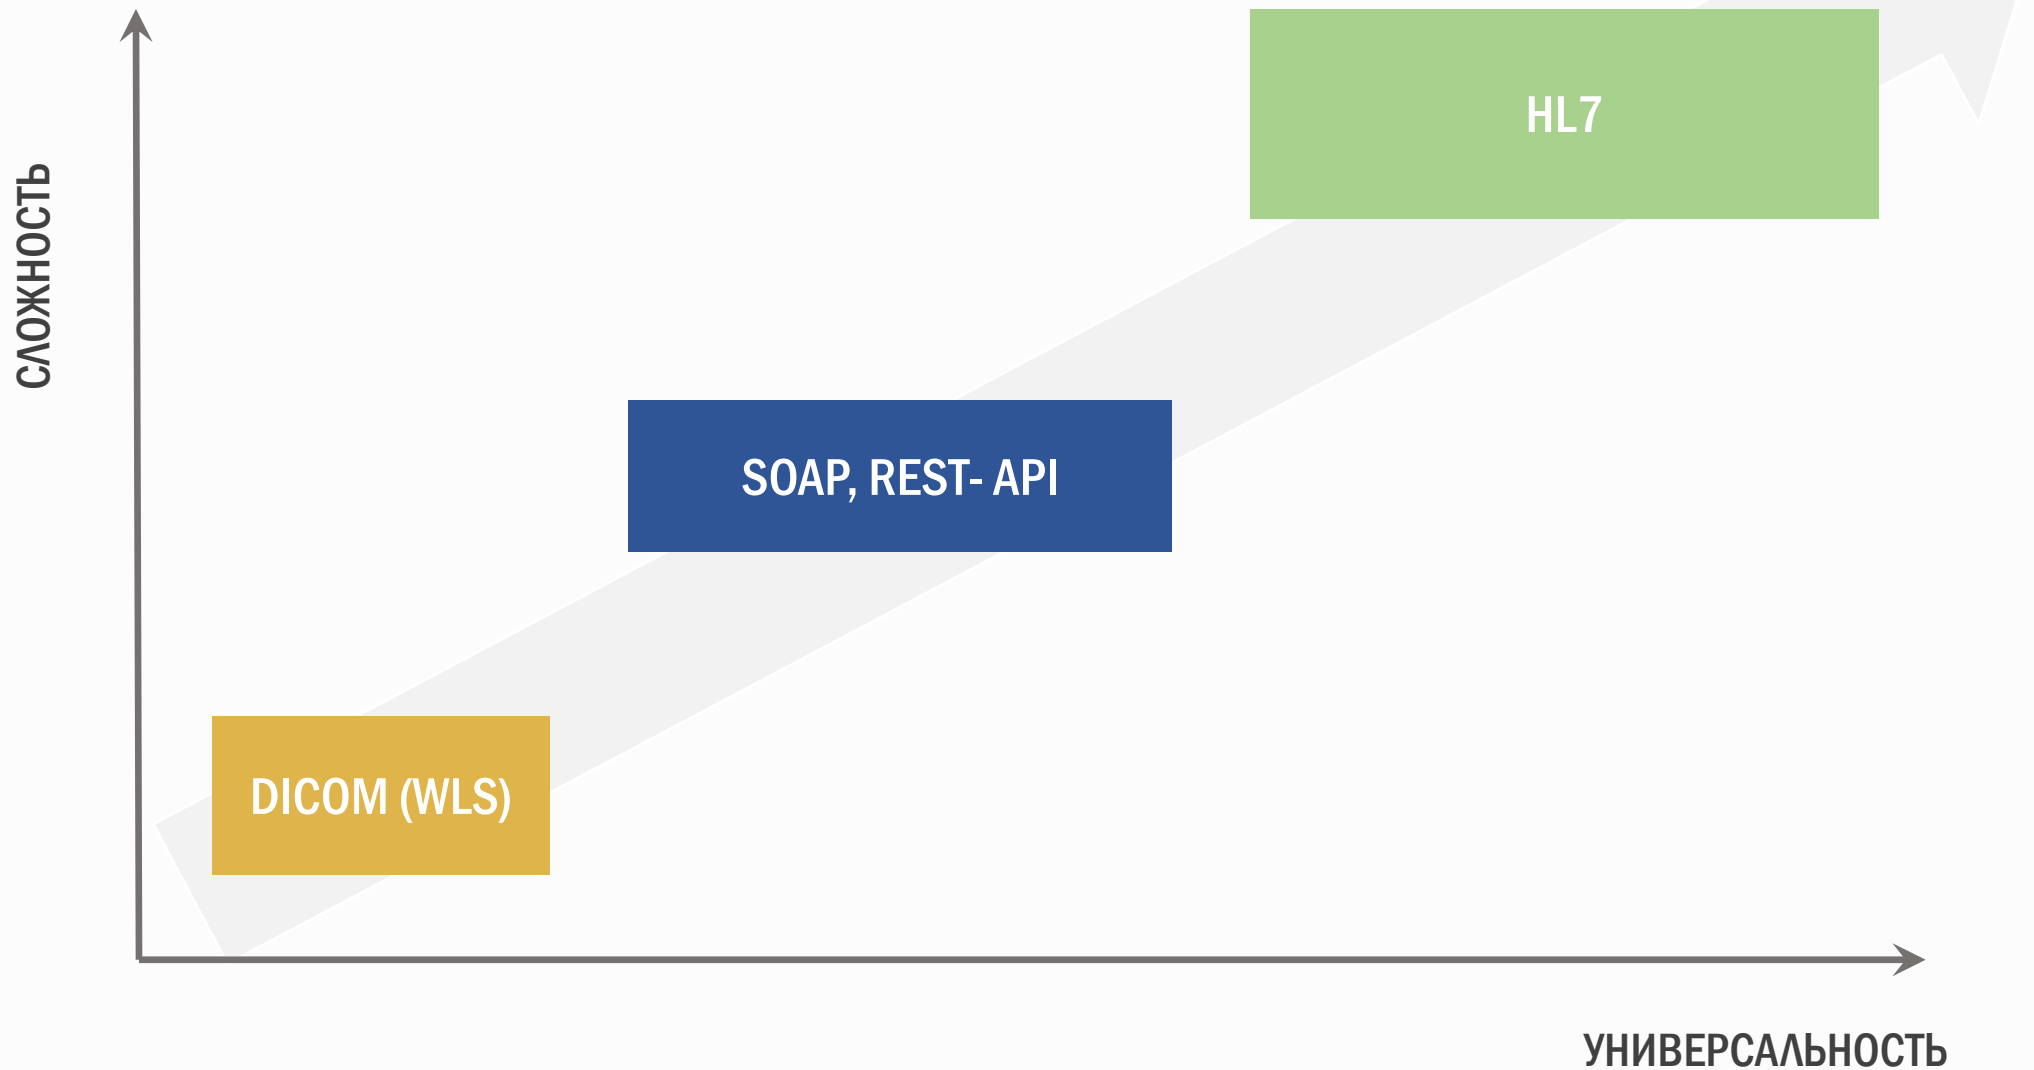 HL7
СЛОЖНОСТЬ
SOAP, REST- API
DICOM (WLS)
УНИВЕРСАЛЬНОСТЬ